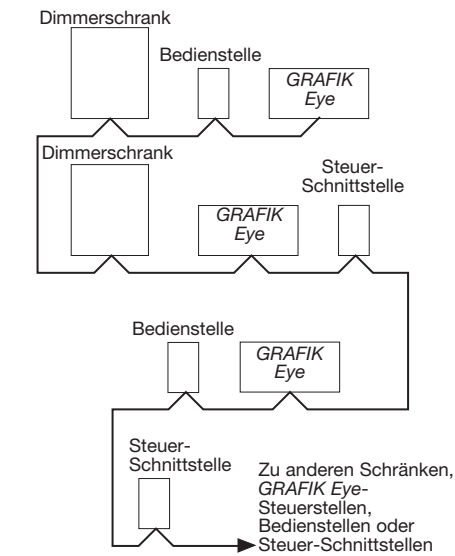 Dimmerschrank
Bedienstelle
GRAFIK
Eye
Dimmerschrank
Steuer-
Schnittstelle
GRAFIK
Eye
Bedienstelle
GRAFIK
Eye
Steuer-
Schnittstelle
Zu anderen Schränken,
GRAFIK Eye-
Steuerstellen,
Bedienstellen oder
Steuer-Schnittstellen